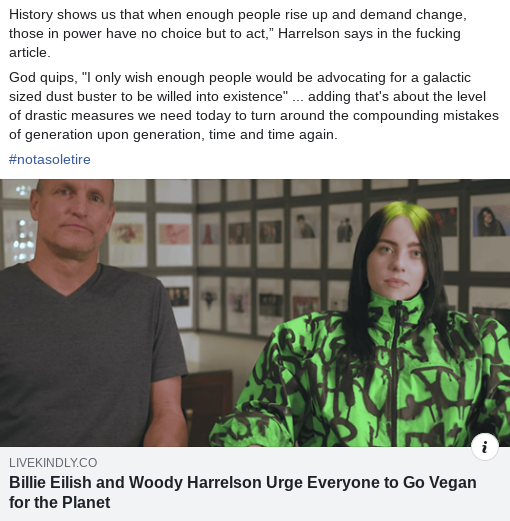 History shows us that when enough people rise up and demand change,
those in power have no choice but to act,” Harrelson says in the fucking
article.
God quips, "I only wish enough people would be advocating for a galactic
sized dust buster to be willed into existence" ... adding that's about the level
of drastic measures we need today to turn around the compounding mistakes
of generation upon generation, time and time again.
#notasoletire
i
LIVEKINDLY.CO
Billie Eilish and Woody Harrelson Urge Everyone to Go Vegan
for the Planet